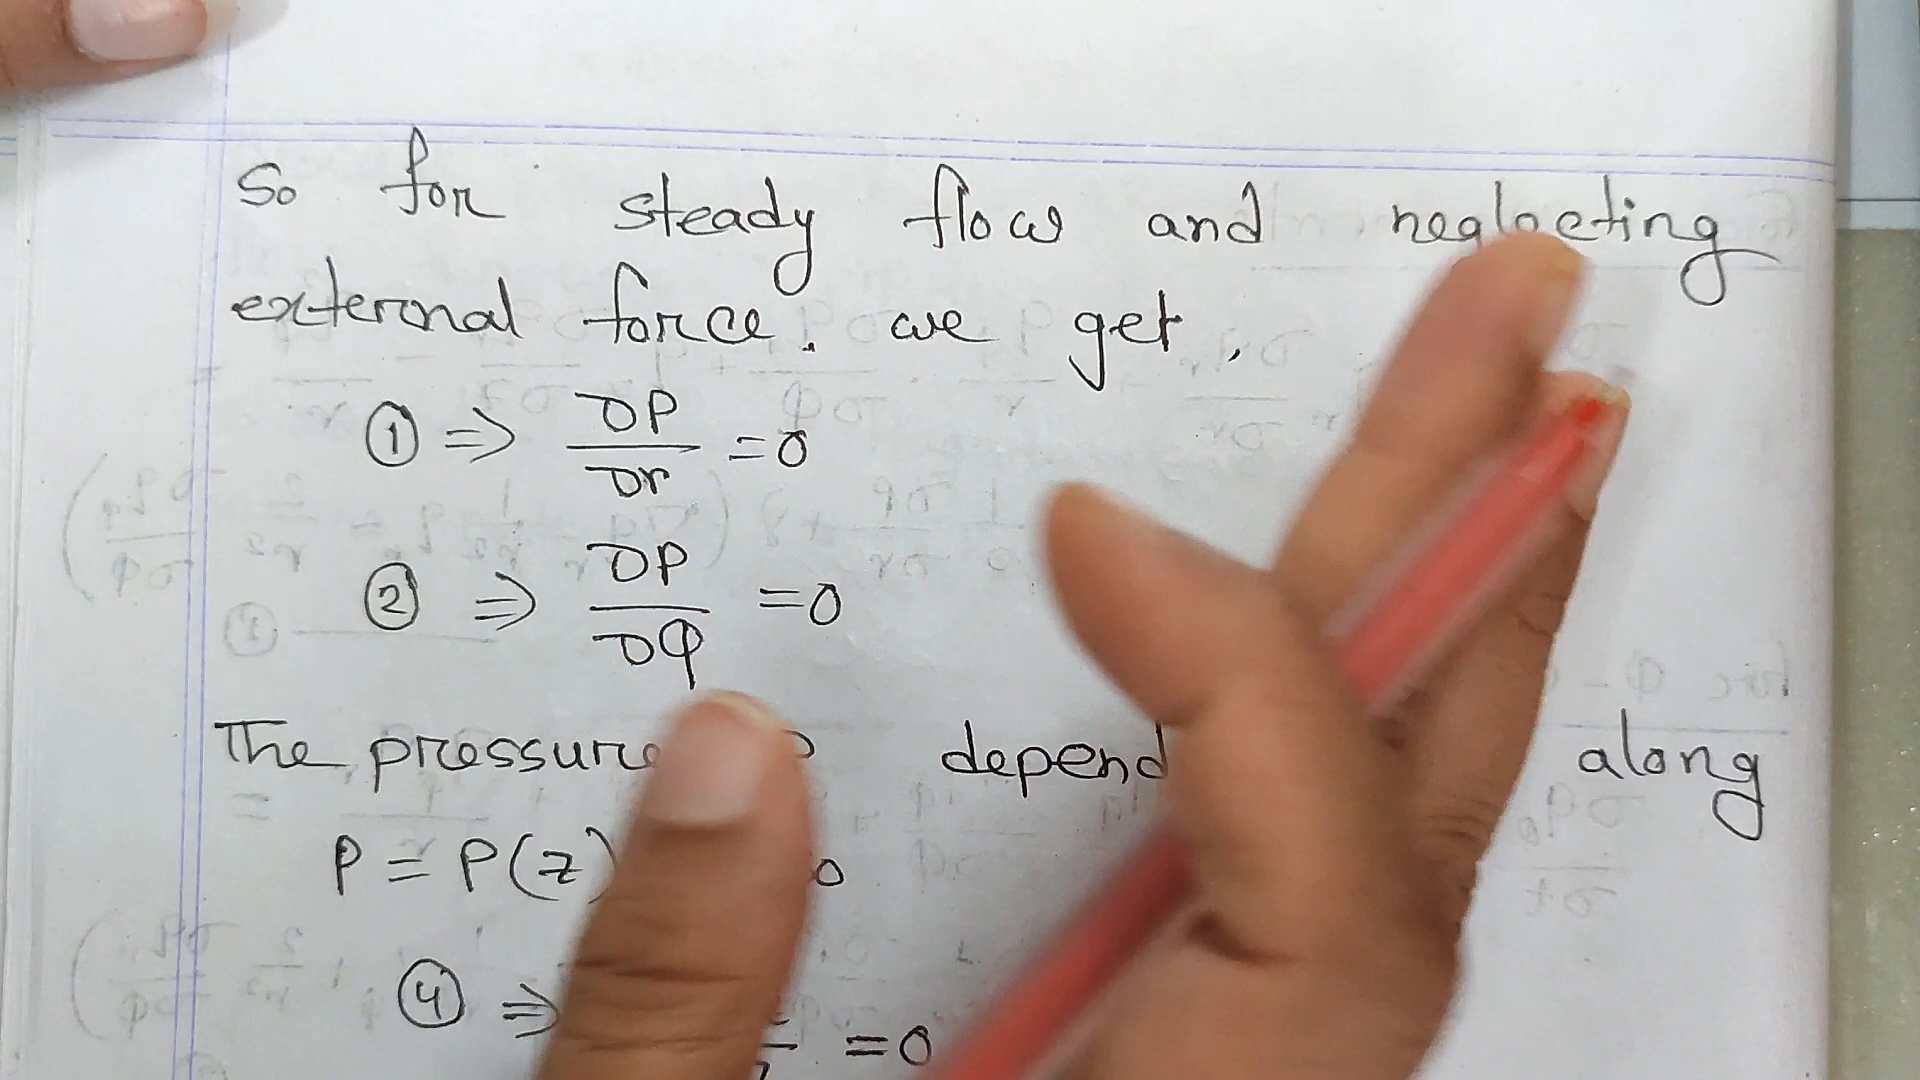 So for steady flow and neglecting
external force. we get,
① ⇒ ∂P/∂r = 0
② ⇒ ∂P/∂φ = 0
The pressure depend along
P = P(z)
④ ⇒ = 0